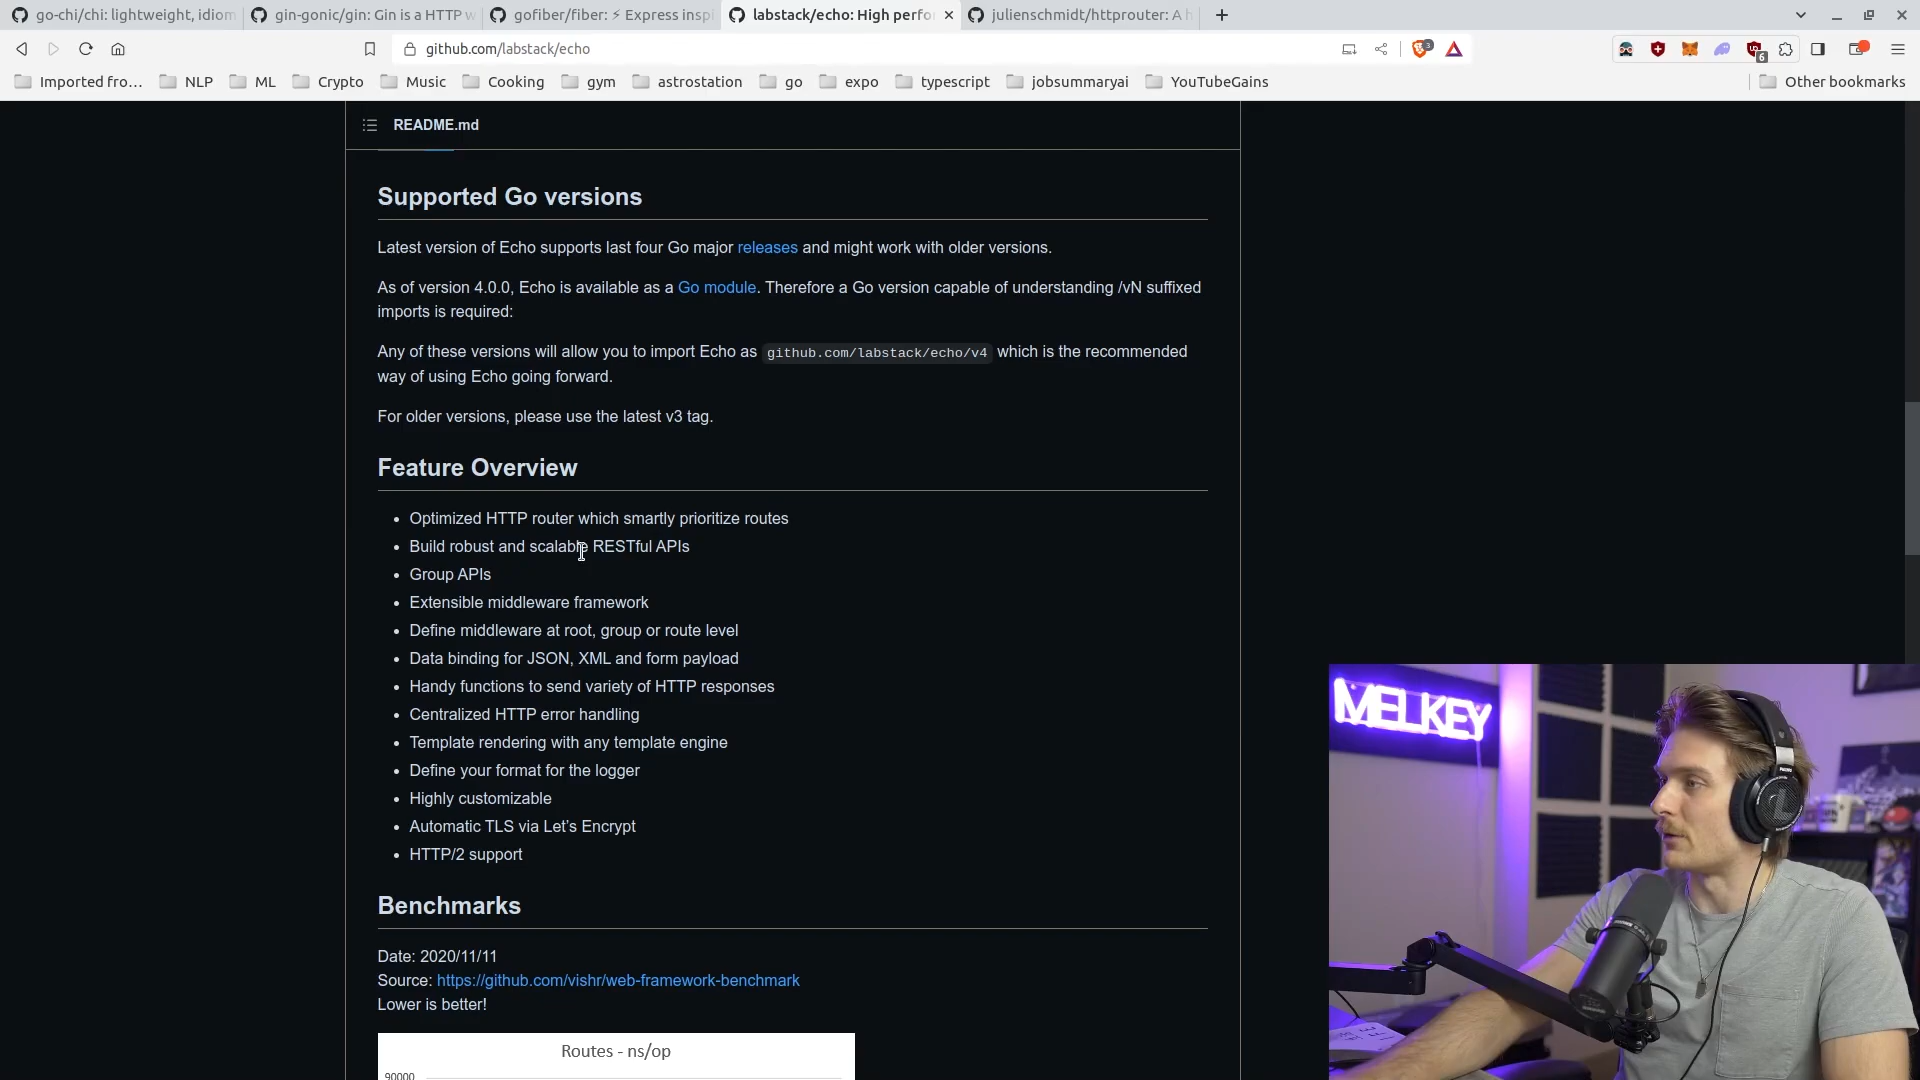 go-chi/chi: lightweight, idiom
gin-gonic/gin: Gin is a HTTP w
gofiber/fiber: ⚡ Express inspi
labstack/echo: High perfo
julienschmidt/httprouter: A h
github.com/labstack/echo
3
6
Imported fro...
NLP
ML
Crypto
Music
Cooking
gym
astrostation
go
expo
typescript
jobsummaryai
YouTubeGains
Other bookmarks
README.md
Supported Go versions
Latest version of Echo supports last four Go major releases and might work with older versions.
As of version 4.0.0, Echo is available as a Go module. Therefore a Go version capable of understanding /vN suffixed
imports is required:
Any of these versions will allow you to import Echo as github.com/labstack/echo/v4 which is the recommended
way of using Echo going forward.
For older versions, please use the latest v3 tag.
Feature Overview
• Optimized HTTP router which smartly prioritize routes
• Build robust and scalable RESTful APIs
• Group APIs
• Extensible middleware framework
• Define middleware at root, group or route level
• Data binding for JSON, XML and form payload
• Handy functions to send variety of HTTP responses
• Centralized HTTP error handling
• Template rendering with any template engine
• Define your format for the logger
• Highly customizable
• Automatic TLS via Let's Encrypt
• HTTP/2 support
Benchmarks
Date: 2020/11/11
Source: https://github.com/vishr/web-framework-benchmark
Lower is better!
Routes - ns/op
90000
MELKEY